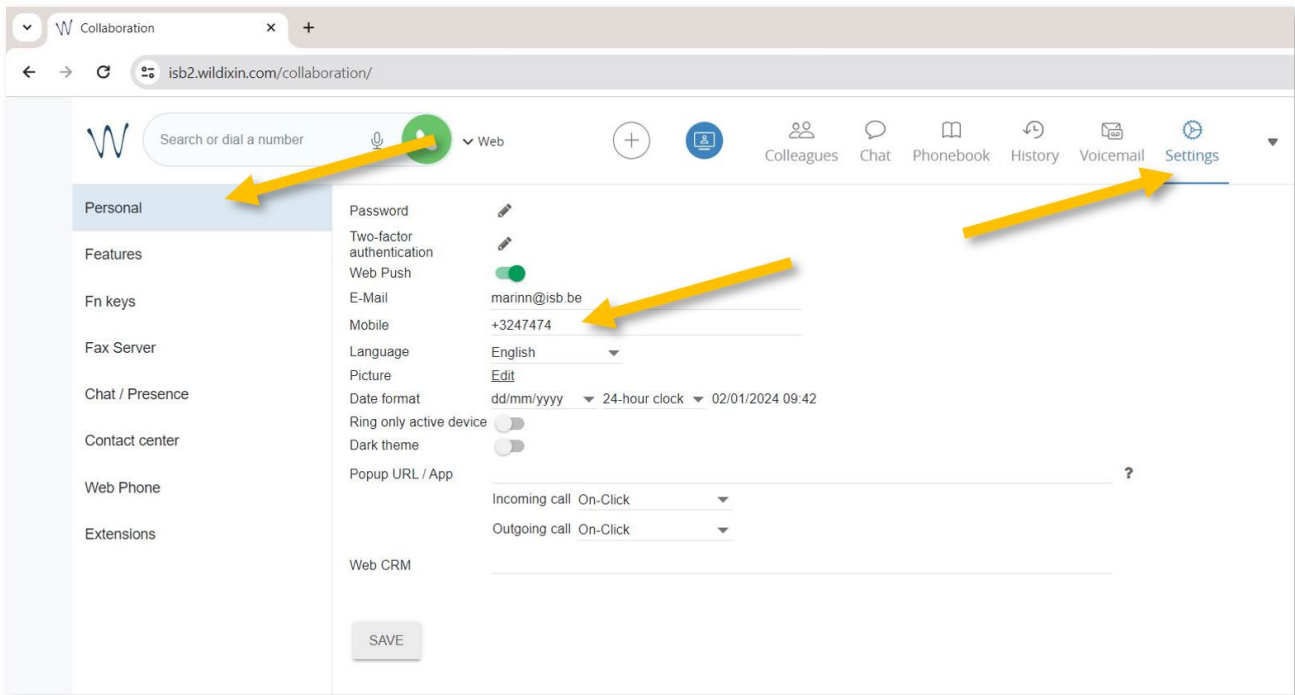 Collaboration
isb2.wildixin.com/collaboration/
Search or dial a number
Web
Colleagues
Chat
Phonebook
History
Voicemail
Settings
Personal
Features
Fn keys
Fax Server
Chat / Presence
Contact center
Web Phone
Extensions
Password
Two-factor
authentication
Web Push
E-Mail marinn@isb.be
Mobile +3247474
Language English
Picture Edit
Date format dd/mm/yyyy 24-hour clock 02/01/2024 09:42
Ring only active device
Dark theme
Popup URL / App ?
Incoming call On-Click
Outgoing call On-Click
Web CRM
SAVE